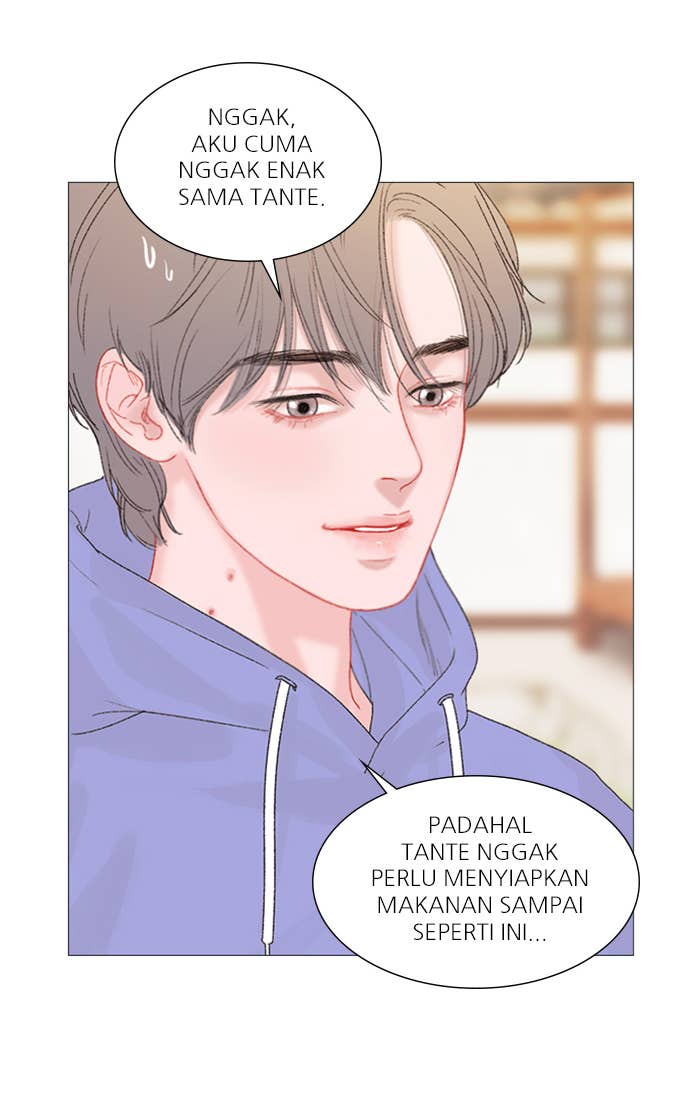 NGGAK,
AKU CUMA
NGGAK ENAK
SAMA TANTE.
PADAHAL
TANTE NGGAK
PERLU MENYIAPKAN
MAKANAN SAMPAI
SEPERTI INI...